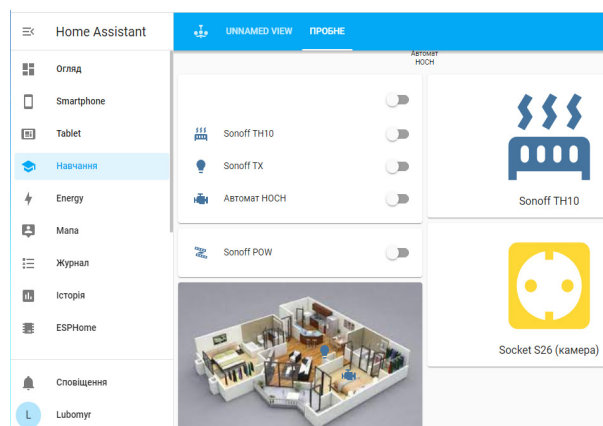 Home Assistant
UNNAMED VIEW
ПРОБНЕ
Огляд
Smartphone
Tablet
Навчання
Energy
Мапа
Журнал
Історія
ESPHome
Сповіщення
L
Lubomyr
Автомат
НОСН
Sonoff TH10
Sonoff TX
Автомат НОСН
Sonoff POW
Sonoff TH10
Socket S26 (камера)